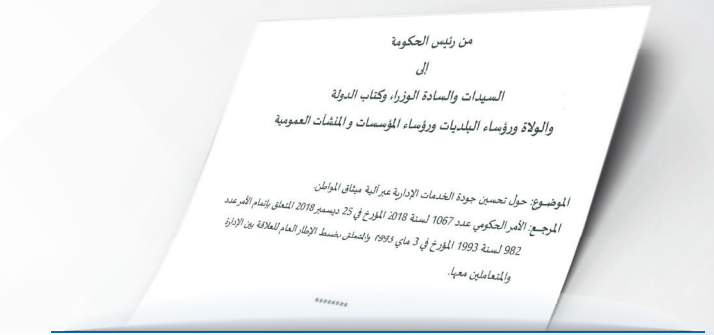 من رئيس الحكومة
إلى
السيدات والسادة الوزراء وكتاب الدولة
والولاة ورؤساء البلديات ورؤساء المؤسسات و المنشآت العمومية
الموضوع: حول تحسين جودة الخدمات الإدارية عبر آلية ميثاق المواطن.
المرجع: الأمر الحكومي عدد 1067 لسنة 2018 المؤرخ في 25 ديسمبر 2018 المتعلق بإتمام الأمر عدد
982 لسنة 1993 المؤرخ في 3 ماي 1993 والمتعلق بضبط الإطار العام للعلاقة بين الإدارة
والمتعاملين معها.
********